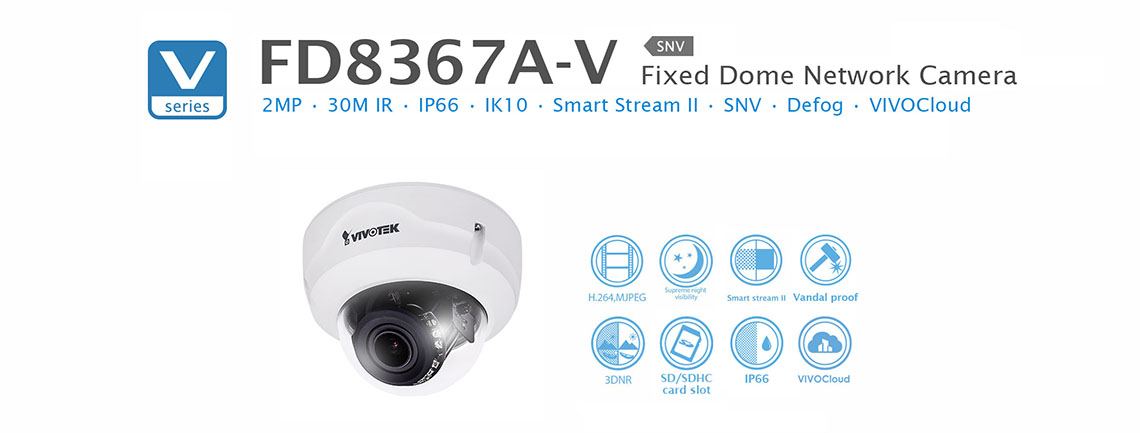 V
series
FD8367A-V
SNV
Fixed Dome Network Camera
2MP · 30M IR · IP66 · IK10 · Smart Stream II · SNV · Defog · VIVOCloud
VIVOTEK
H.264,MJPEG
Supreme night
visibility
Smart stream II
Vandal proof
3DNR
SD/SDHC
card slot
IP66
VIVOCloud